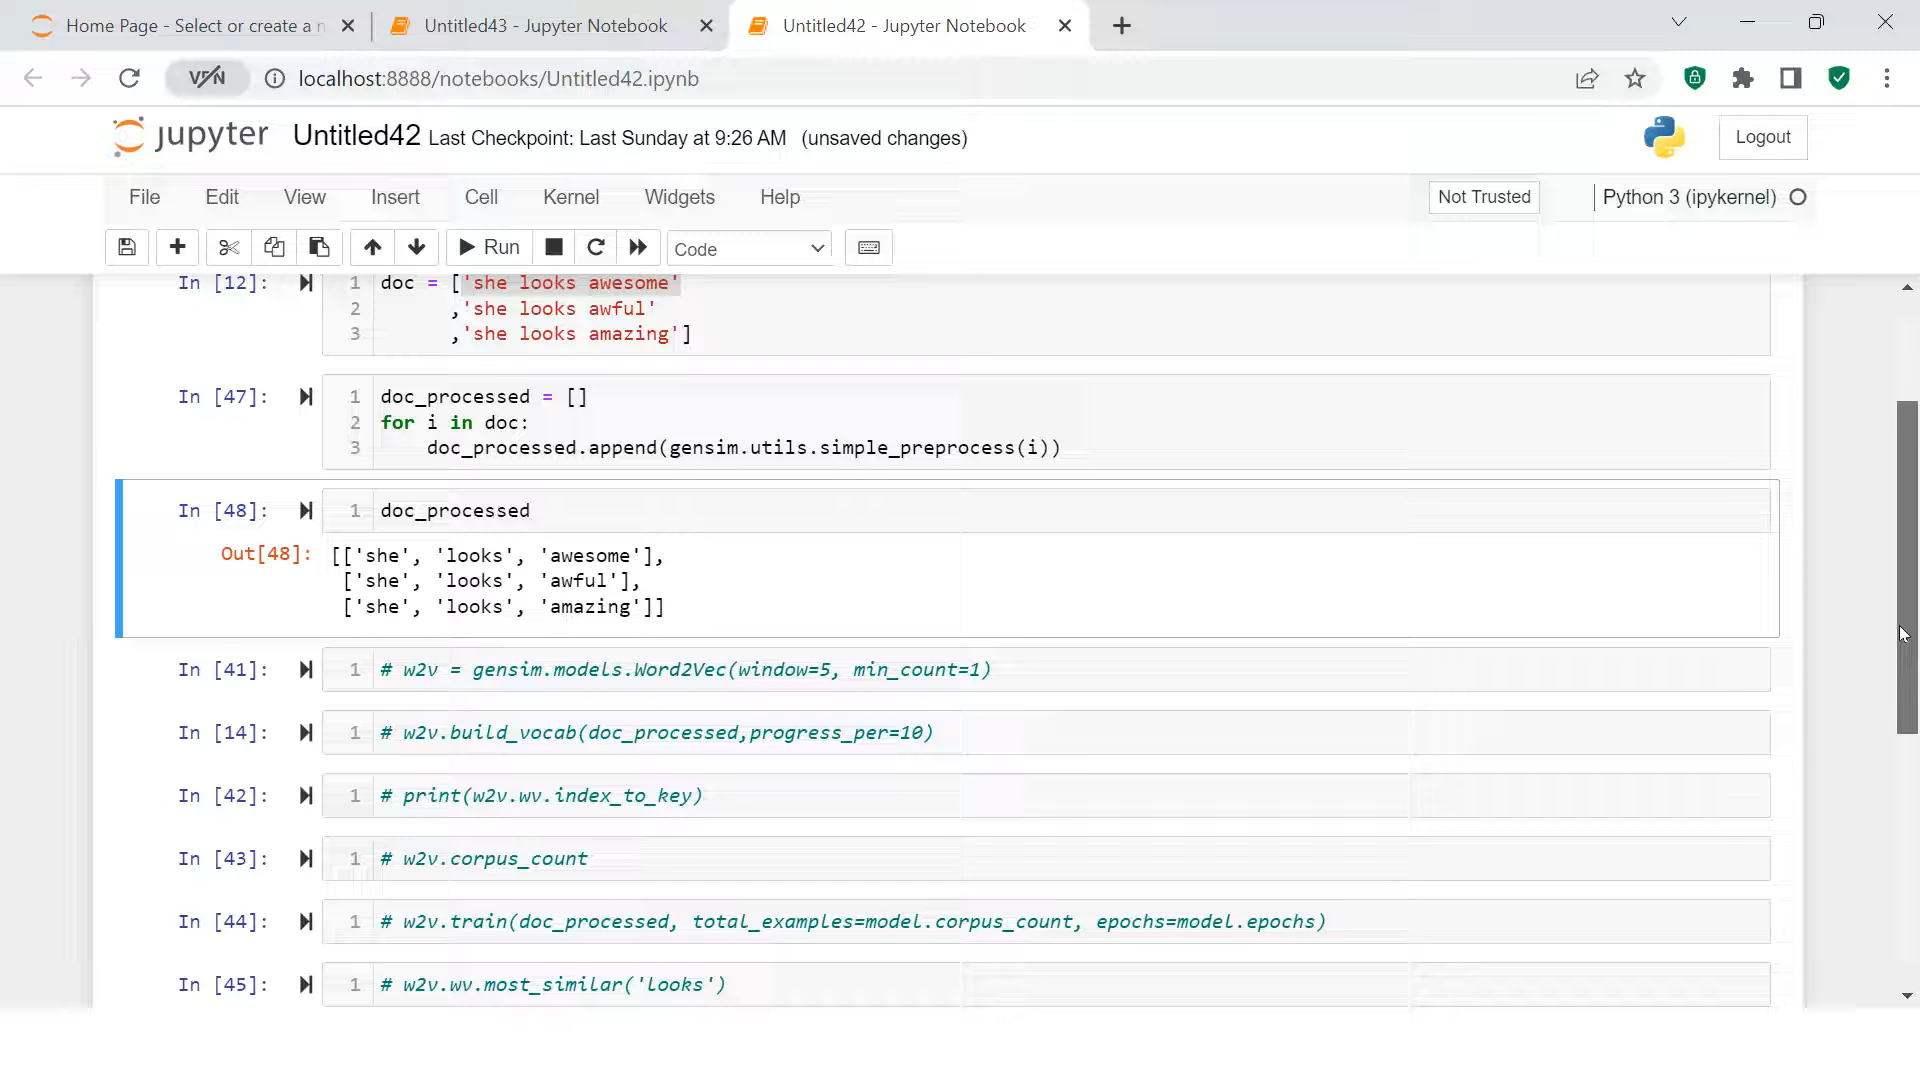 Home Page - Select or create a n
Untitled43 - Jupyter Notebook
Untitled42 - Jupyter Notebook
VPN
localhost:8888/notebooks/Untitled42.ipynb
jupyter Untitled42 Last Checkpoint: Last Sunday at 9:26 AM (unsaved changes)
Logout
File Edit View Insert Cell Kernel Widgets Help
Not Trusted
Python 3 (ipykernel)
Run
Code
In [12]: 1 doc = ['she looks awesome'
2 ,'she looks awful'
3 ,'she looks amazing']
In [47]: 1 doc_processed = []
2 for i in doc:
3 doc_processed.append(gensim.utils.simple_preprocess(i))
In [48]: 1 doc_processed
Out[48]: [['she', 'looks', 'awesome'],
['she', 'looks', 'awful'],
['she', 'looks', 'amazing']]
In [41]: 1 # w2v = gensim.models.Word2Vec(window=5, min_count=1)
In [14]: 1 # w2v.build_vocab(doc_processed,progress_per=10)
In [42]: 1 # print(w2v.wv.index_to_key)
In [43]: 1 # w2v.corpus_count
In [44]: 1 # w2v.train(doc_processed, total_examples=model.corpus_count, epochs=model.epochs)
In [45]: 1 # w2v.wv.most_similar('looks')